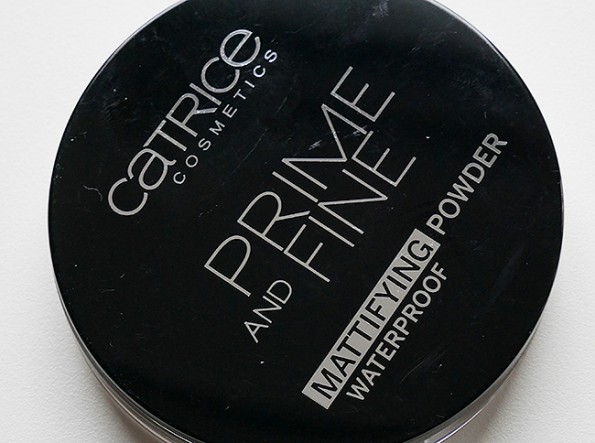 CATRICE
COSMETICS
PRIME
AND FINE
MATTIFYING POWDER
WATERPROOF